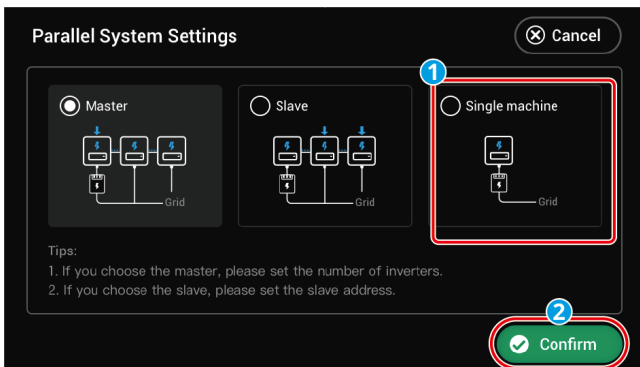 Parallel System Settings
Cancel
1
Master
Slave
Single machine
Grid
Grid
Grid
Tips:
1. If you choose the master, please set the number of inverters.
2. If you choose the slave, please set the slave address.
2
Confirm